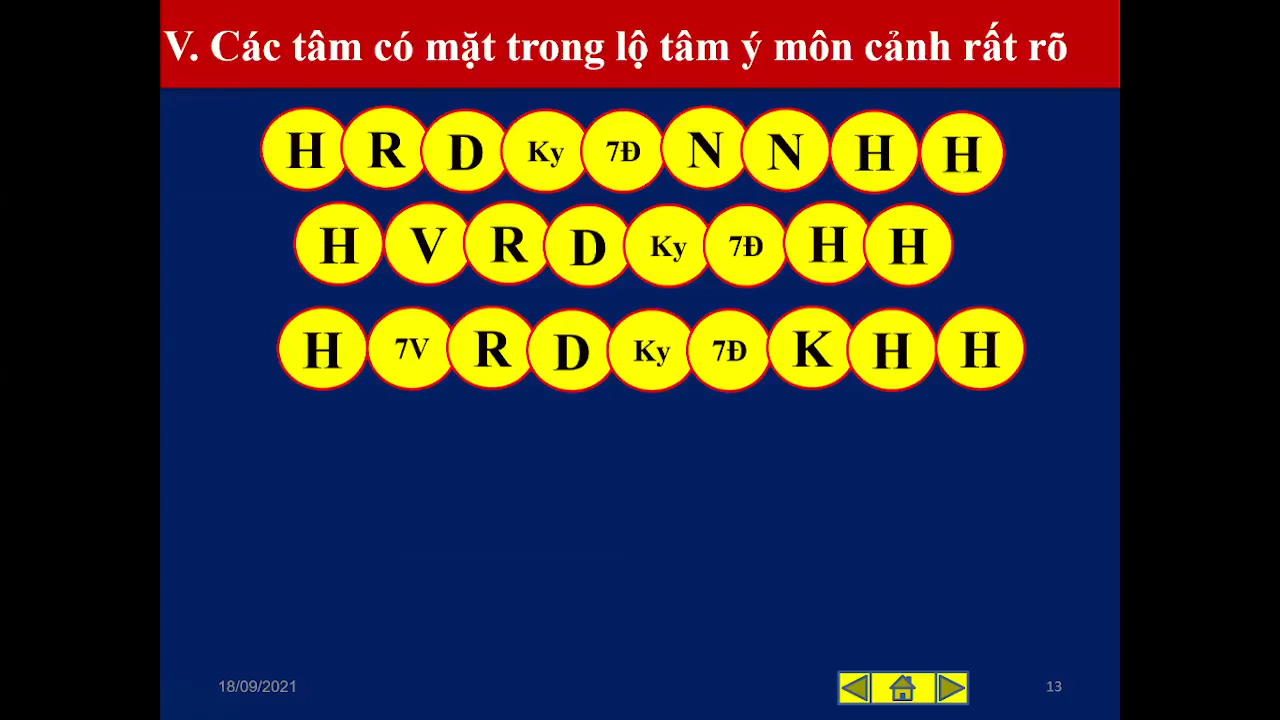 V. Các tâm có mặt trong lộ tâm ý môn cảnh rất rõ
H R D Ky 7Đ N N H H
H V R D Ky 7Đ H H
H 7V R D Ky 7Đ K H H
18/09/2021 13